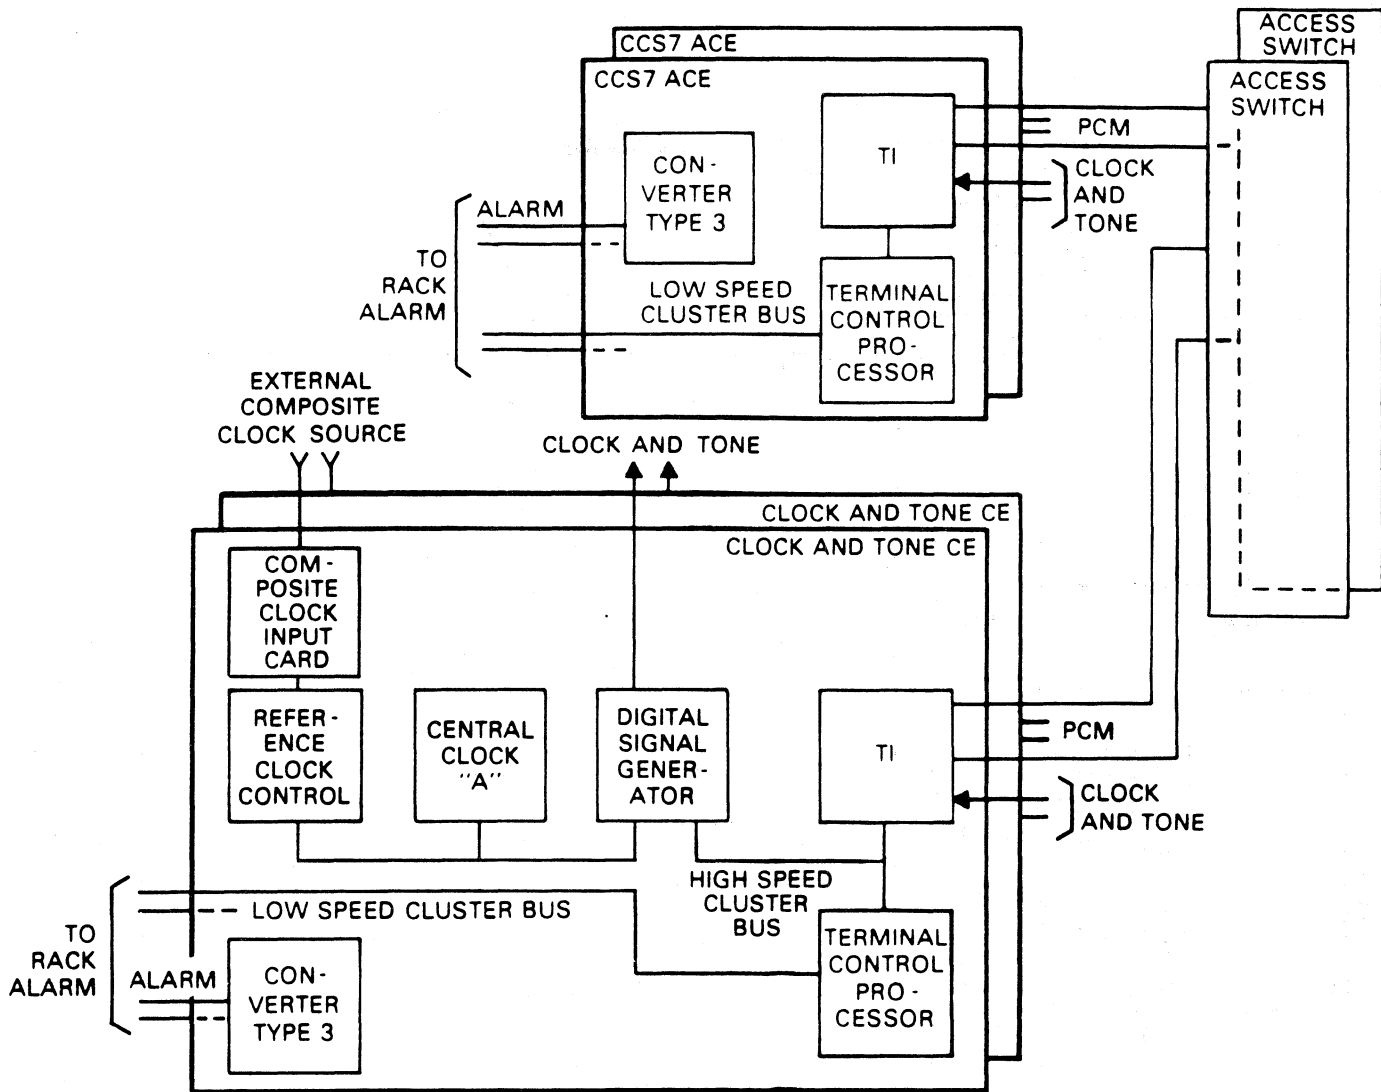 CCS7 ACE
CCS7 ACE
CON-
VERTER
TYPE 3
TI
TERMINAL
CONTROL
PRO-
CESSOR
LOW SPEED
CLUSTER BUS
ALARM
TO
RACK
ALARM
PCM
CLOCK
AND
TONE
ACCESS
SWITCH
ACCESS
SWITCH
EXTERNAL
COMPOSITE
CLOCK SOURCE
CLOCK AND TONE
CLOCK AND TONE CE
CLOCK AND TONE CE
COM-
POSITE
CLOCK
INPUT
CARD
REFER-
ENCE
CLOCK
CONTROL
CENTRAL
CLOCK
"A"
DIGITAL
SIGNAL
GENER-
ATOR
TI
PCM
CLOCK
AND TONE
HIGH SPEED
CLUSTER
BUS
LOW SPEED CLUSTER BUS
TO
RACK
ALARM
ALARM
CON-
VERTER
TYPE 3
TERMINAL
CONTROL
PRO-
CESSOR